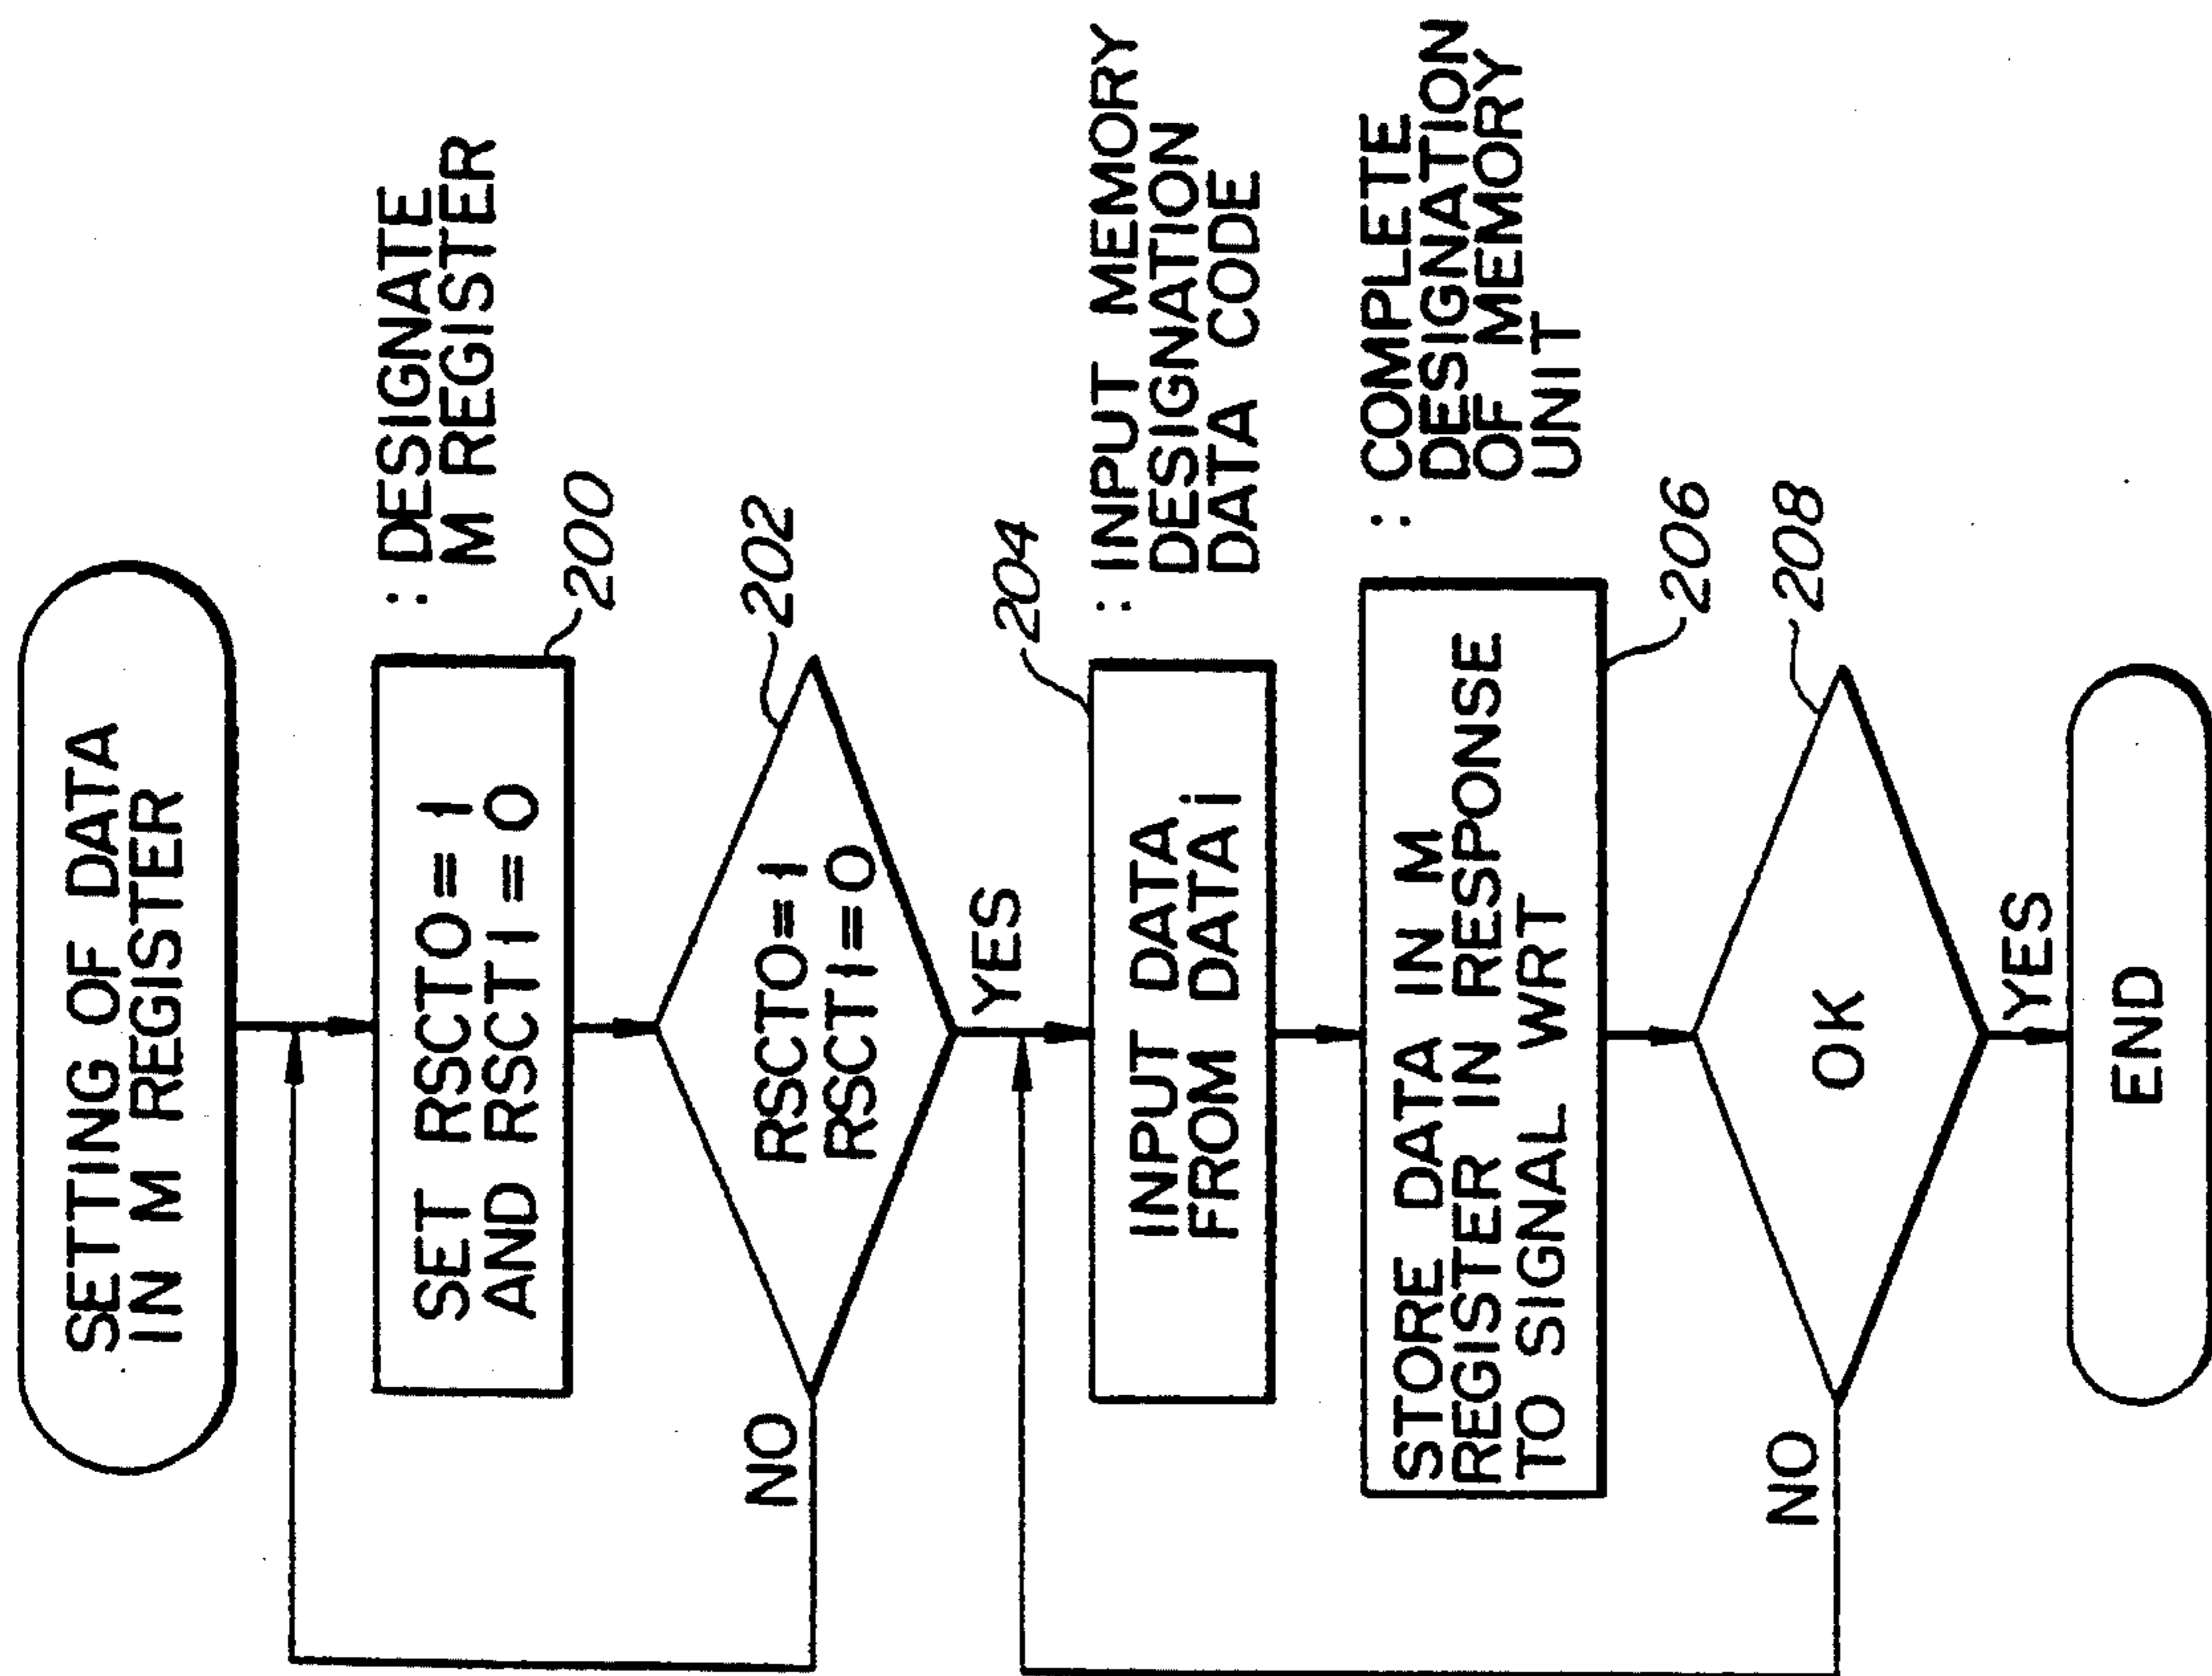 SETTING OF DATA
IN M REGISTER
SET RSCT0=1
AND RSCT1=0
: DESIGNATE
M REGISTER
200
RSCT0=1
RSCT1=0
202
NO
YES
204
INPUT DATA
FROM DATAi
: INPUT MEMORY
DESIGNATION
DATA CODE
STORE DATA IN M
REGISTER IN RESPONSE
TO SIGNAL WRT
: COMPLETE
DESIGNATION
OF MEMORY
UNIT
206
OK
208
NO
YES
END